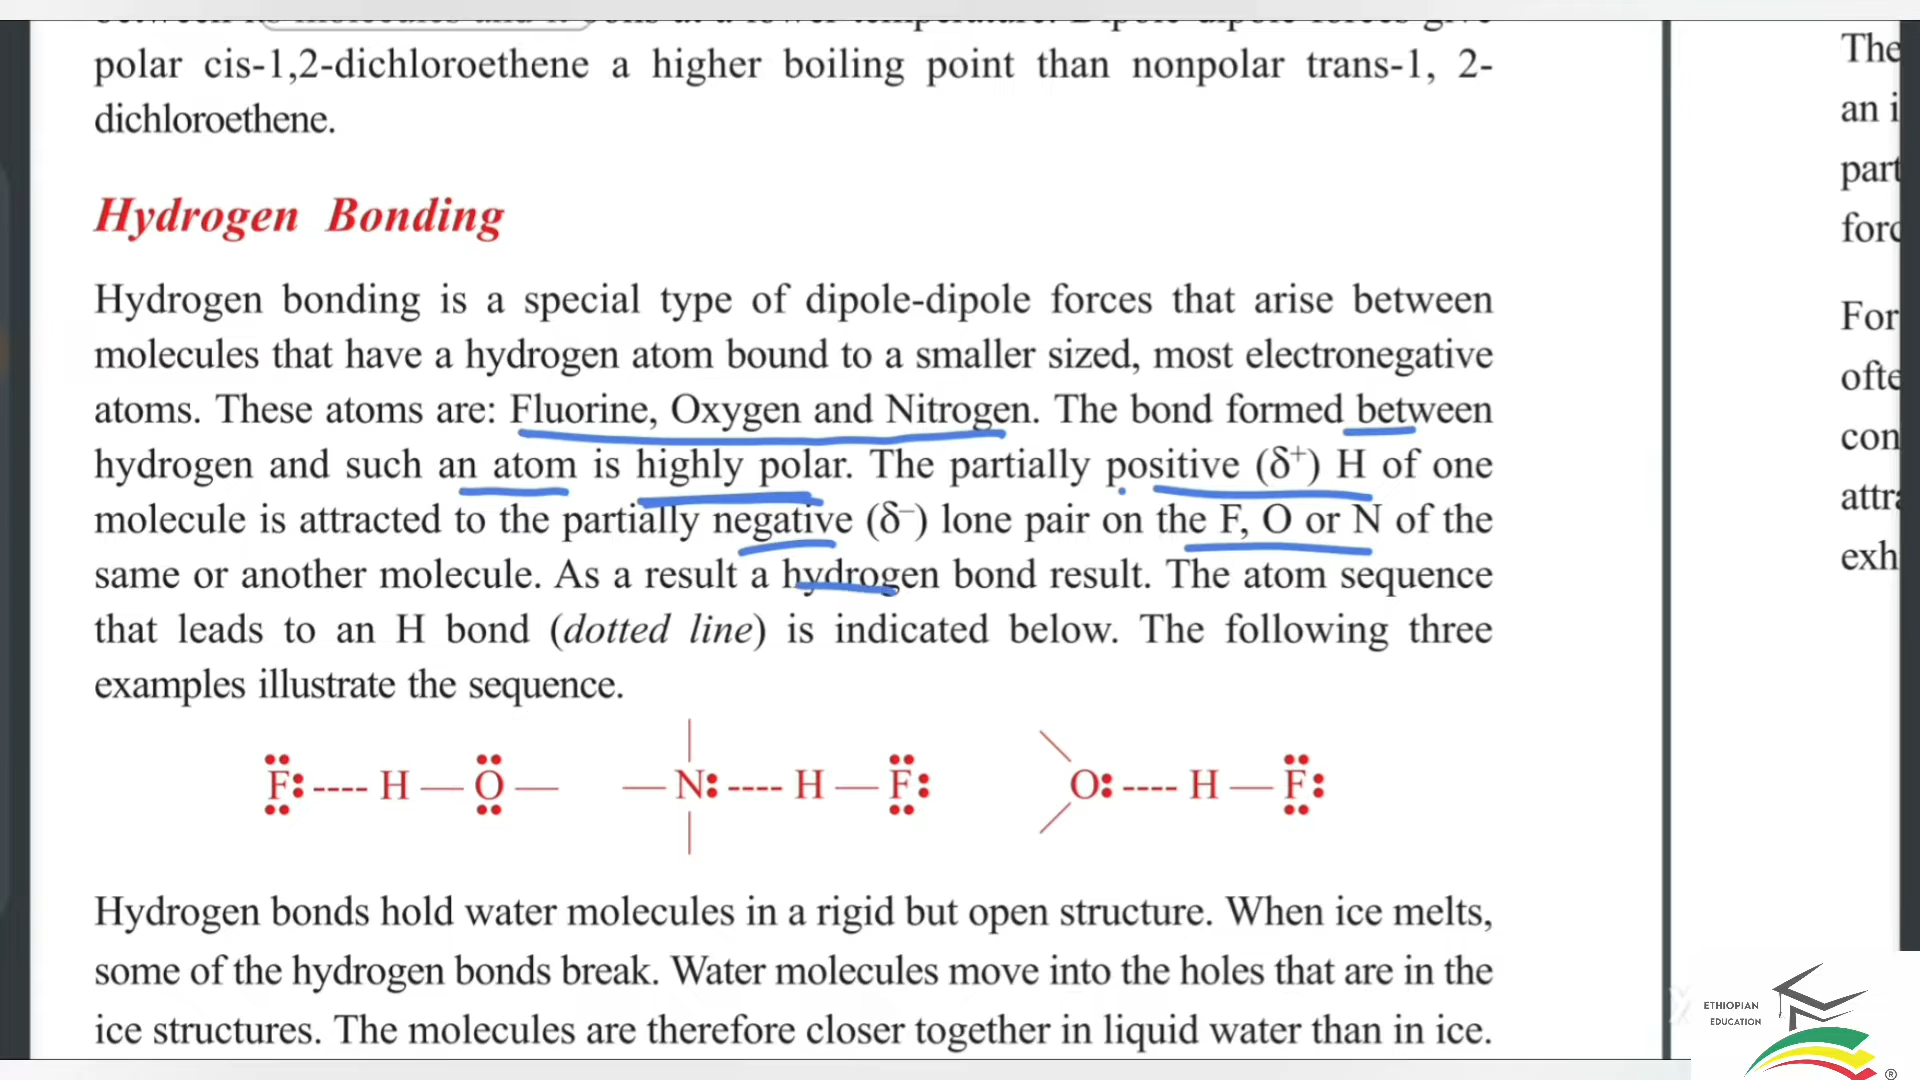 polar cis-1,2-dichloroethene a higher boiling point than nonpolar trans-1, 2-
dichloroethene.
Hydrogen Bonding
Hydrogen bonding is a special type of dipole-dipole forces that arise between
molecules that have a hydrogen atom bound to a smaller sized, most electronegative
atoms. These atoms are: Fluorine, Oxygen and Nitrogen. The bond formed between
hydrogen and such an atom is highly polar. The partially positive (δ⁺) H of one
molecule is attracted to the partially negative (δ⁻) lone pair on the F, O or N of the
same or another molecule. As a result a hydrogen bond result. The atom sequence
that leads to an H bond (dotted line) is indicated below. The following three
examples illustrate the sequence.
F: ---- H — O — — N: ---- H — F: O: ---- H — F:
Hydrogen bonds hold water molecules in a rigid but open structure. When ice melts,
some of the hydrogen bonds break. Water molecules move into the holes that are in the
ice structures. The molecules are therefore closer together in liquid water than in ice.
The
an i
part
forc
For
ofte
con
attra
exh
ETHIOPIAN
EDUCATION
®